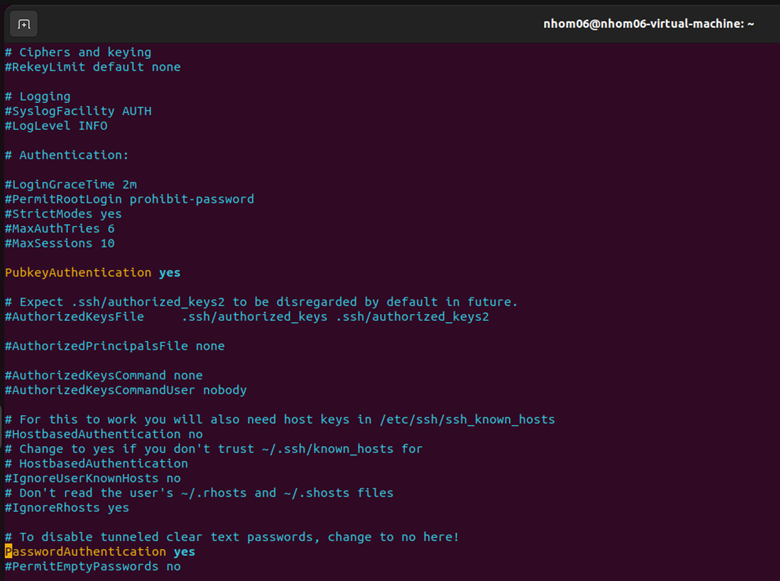 nhom06@nhom06-virtual-machine: ~
# Ciphers and keying
#RekeyLimit default none
# Logging
#SyslogFacility AUTH
#LogLevel INFO
# Authentication:
#LoginGraceTime 2m
#PermitRootLogin prohibit-password
#StrictModes yes
#MaxAuthTries 6
#MaxSessions 10
PubkeyAuthentication yes
# Expect .ssh/authorized_keys2 to be disregarded by default in future.
#AuthorizedKeysFile     .ssh/authorized_keys .ssh/authorized_keys2
#AuthorizedPrincipalsFile none
#AuthorizedKeysCommand none
#AuthorizedKeysCommandUser nobody
# For this to work you will also need host keys in /etc/ssh/ssh_known_hosts
#HostbasedAuthentication no
# Change to yes if you don't trust ~/.ssh/known_hosts for
# HostbasedAuthentication
#IgnoreUserKnownHosts no
# Don't read the user's ~/.rhosts and ~/.shosts files
#IgnoreRhosts yes
# To disable tunneled clear text passwords, change to no here!
PasswordAuthentication yes
#PermitEmptyPasswords no